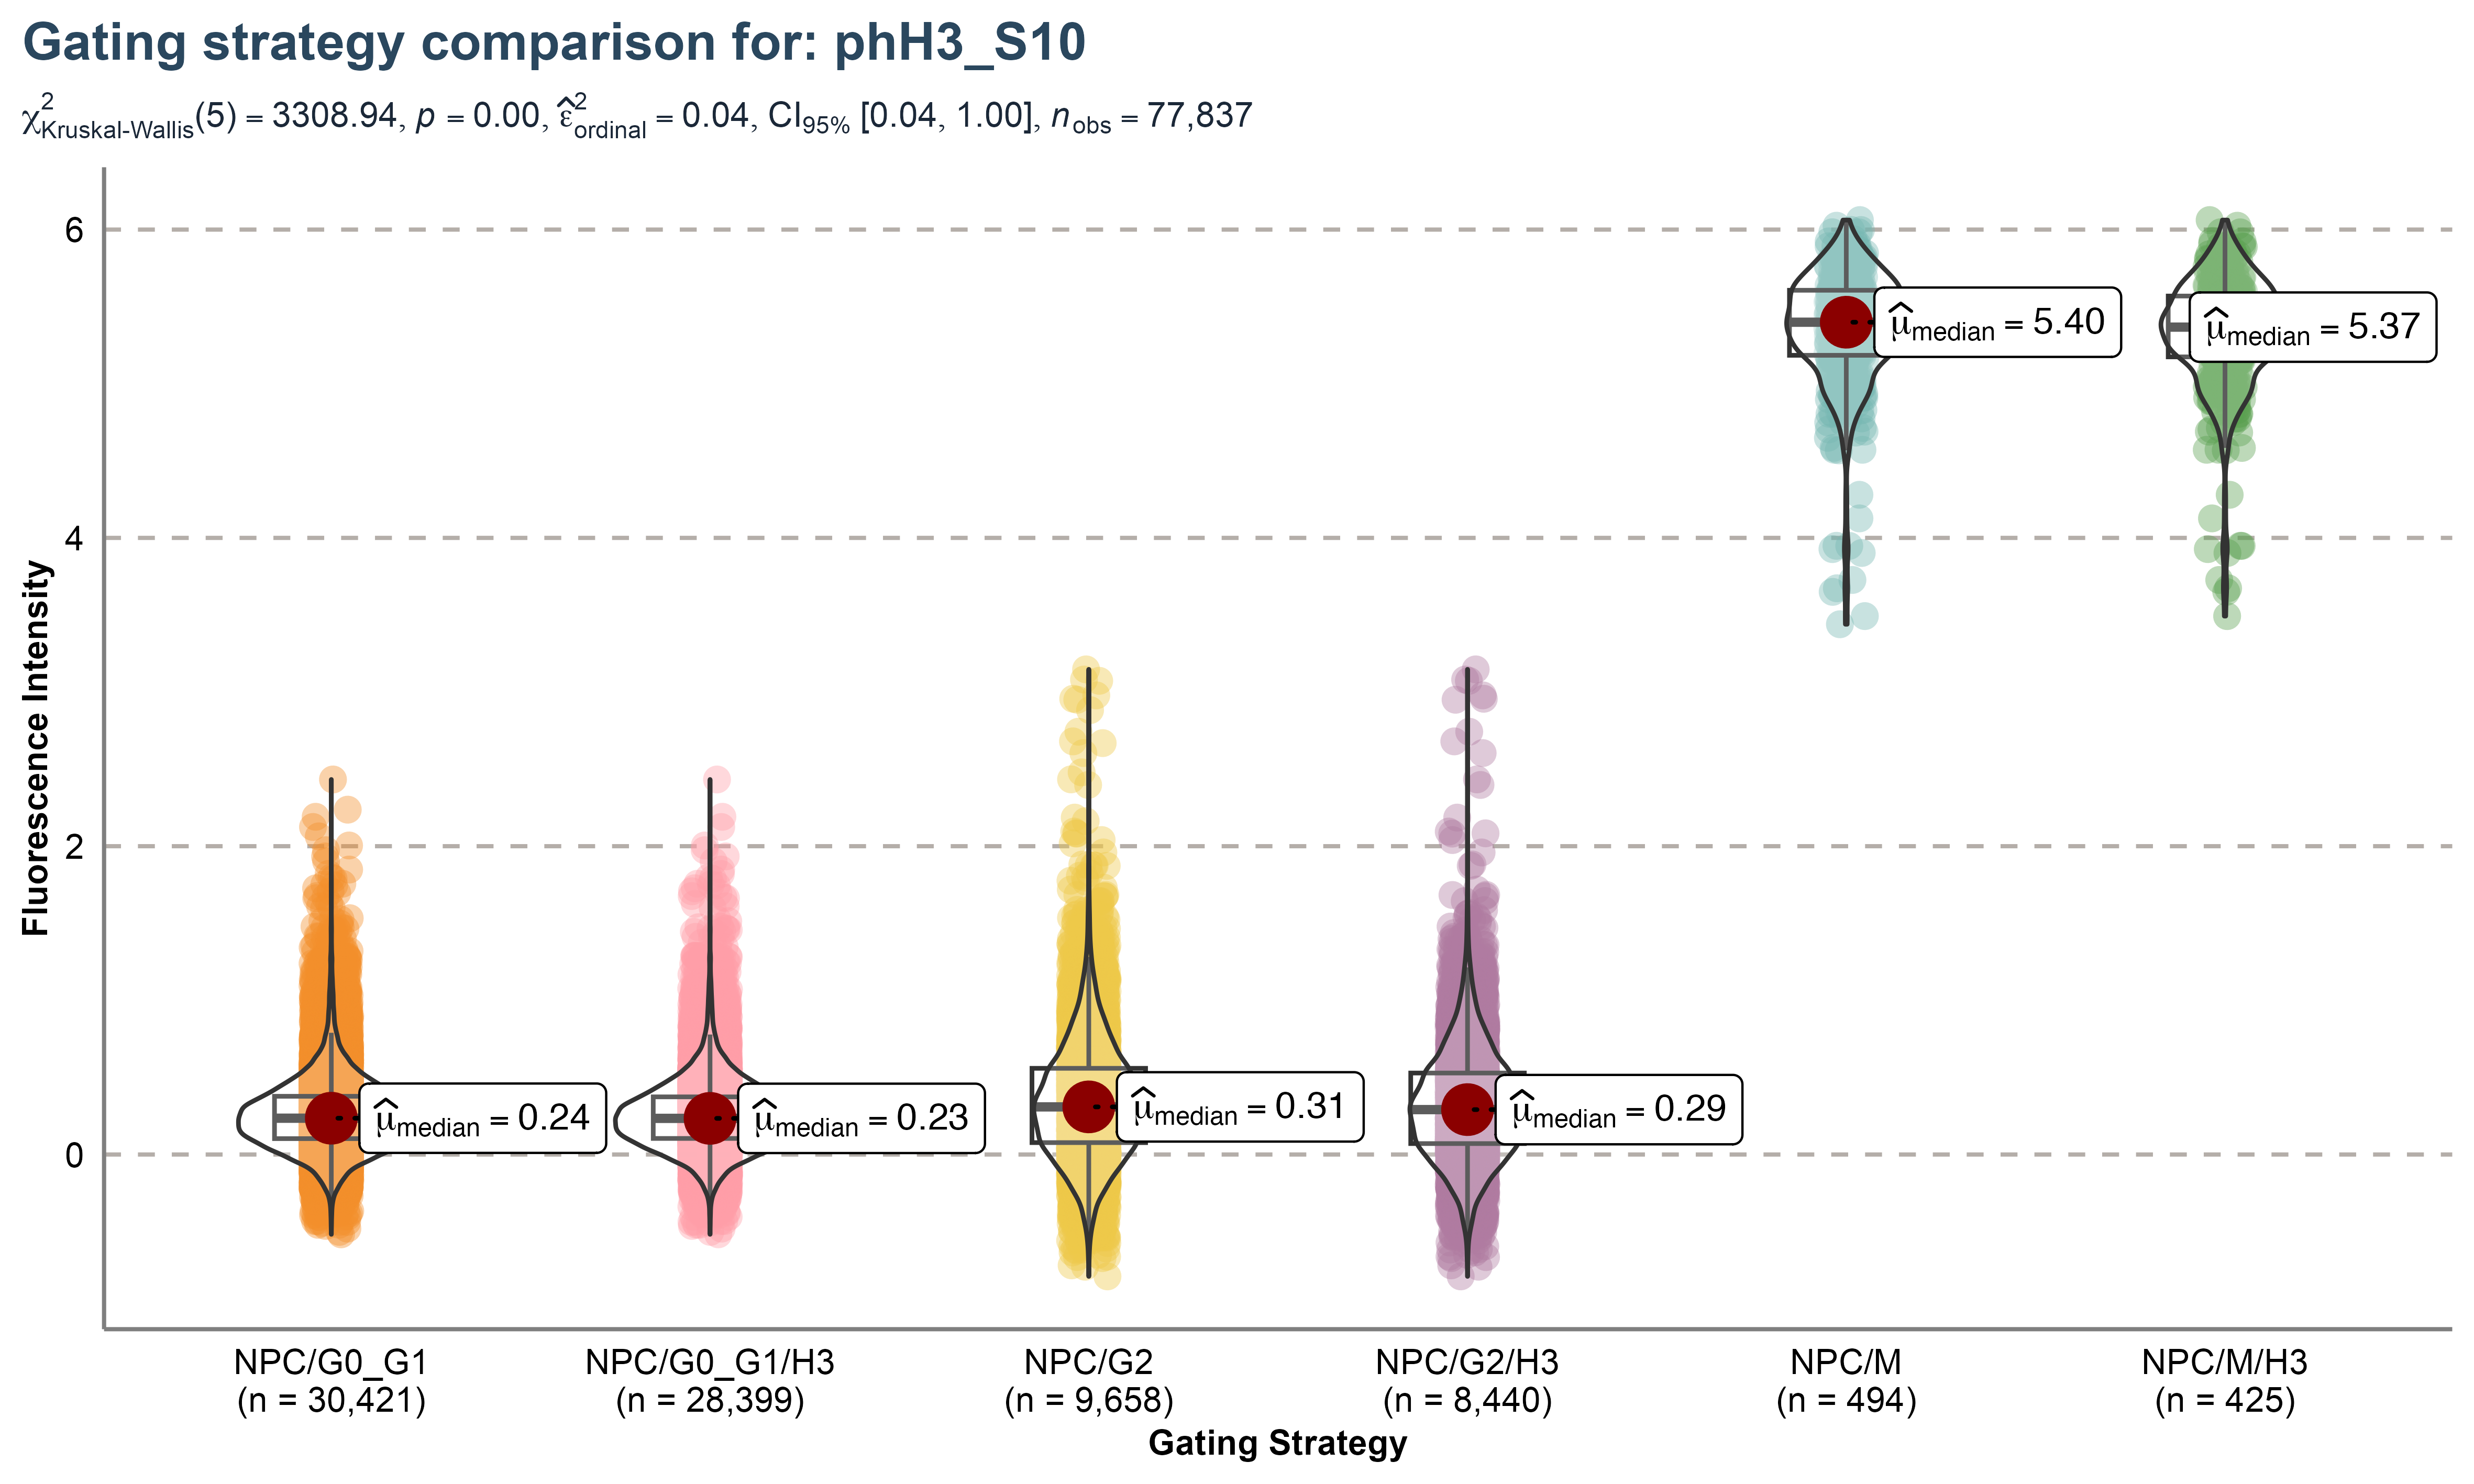 Gating strategy comparison for: phH3_S10
χ²Kruskal-Wallis(5) = 3308.94, p = 0.00, ε̂²ordinal = 0.04, CI95% [0.04, 1.00], nobs = 77,837
Fluorescence Intensity
6
4
2
0
μ̂median = 0.24
μ̂median = 0.23
μ̂median = 0.31
μ̂median = 0.29
μ̂median = 5.40
μ̂median = 5.37
NPC/G0_G1
(n = 30,421)
NPC/G0_G1/H3
(n = 28,399)
NPC/G2
(n = 9,658)
NPC/G2/H3
(n = 8,440)
NPC/M
(n = 494)
NPC/M/H3
(n = 425)
Gating Strategy